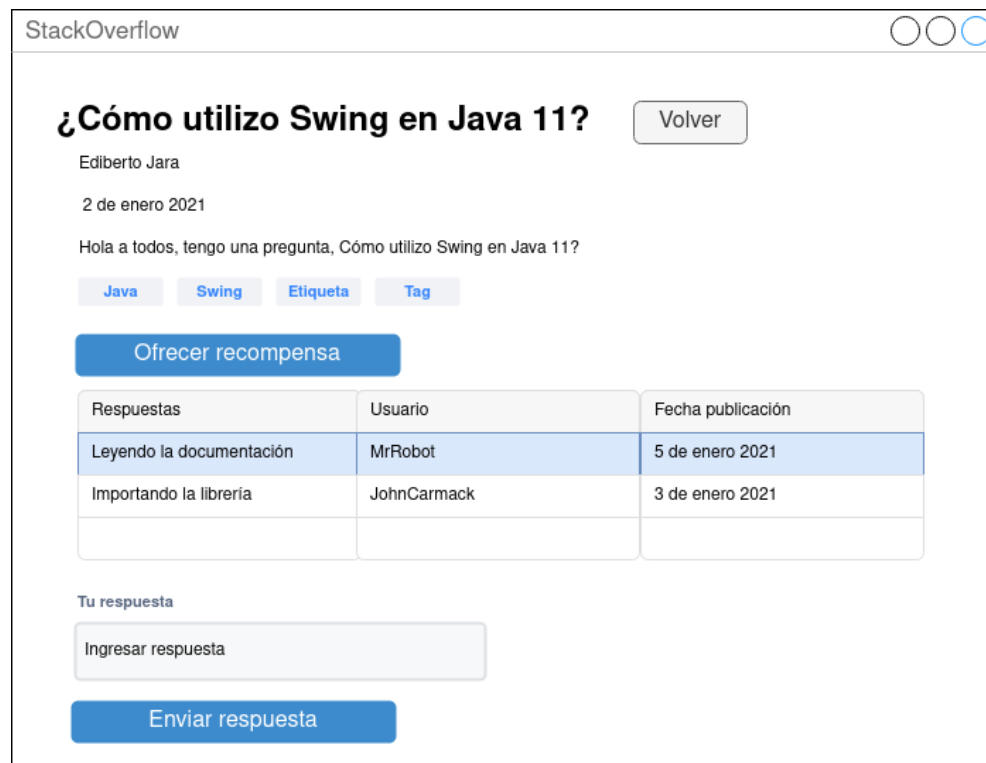 StackOverflow
¿Cómo utilizo Swing en Java 11?
Volver
Ediberto Jara
2 de enero 2021
Hola a todos, tengo una pregunta, Cómo utilizo Swing en Java 11?
Java Swing Etiqueta Tag
Ofrecer recompensa
Respuestas Usuario Fecha publicación
Leyendo la documentación MrRobot 5 de enero 2021
Importando la librería JohnCarmack 3 de enero 2021
Tu respuesta
Ingresar respuesta
Enviar respuesta